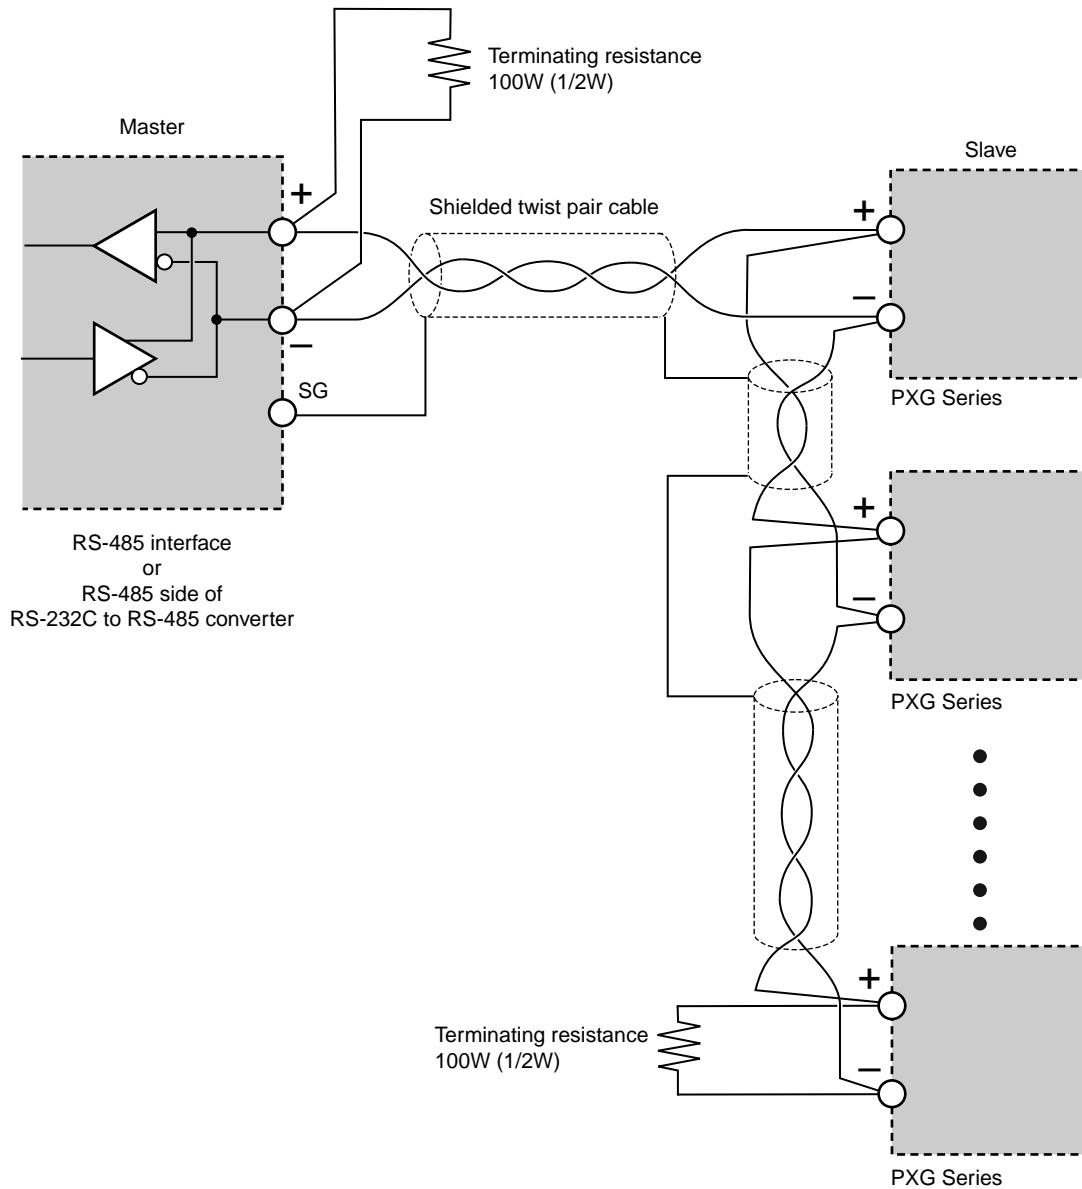 Terminating resistance
100W (1/2W)
Master
Slave
+
Shielded twist pair cable
+
−
−
SG
PXG Series
+
RS-485 interface
or
RS-485 side of
RS-232C to RS-485 converter
−
PXG Series
+
Terminating resistance
100W (1/2W)
−
PXG Series